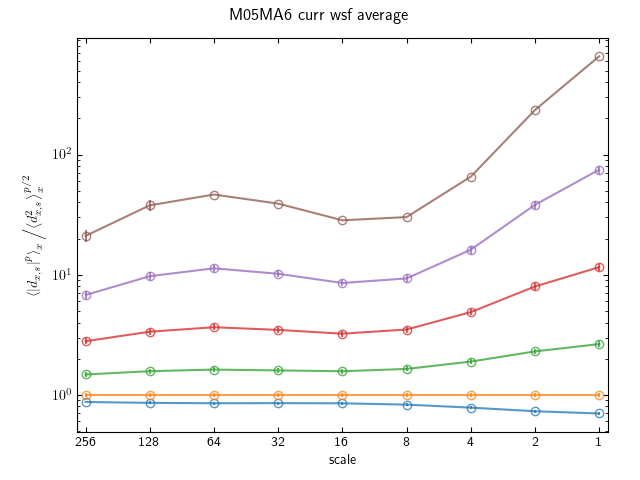 M05MA6 curr wsf average
⟨|d_{x,s}|^p⟩_x / ⟨d_{x,s}^2⟩_x^{p/2}
10^2
10^1
10^0
256 128 64 32 16 8 4 2 1
scale